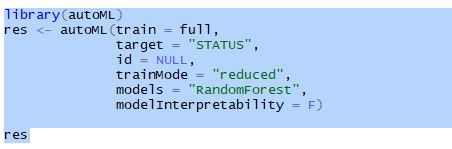 library(autoML)
res <- autoML(train = full,
target = "STATUS",
id = NULL,
trainMode = "reduced",
models = "RandomForest",
modelInterpretability = F)
res